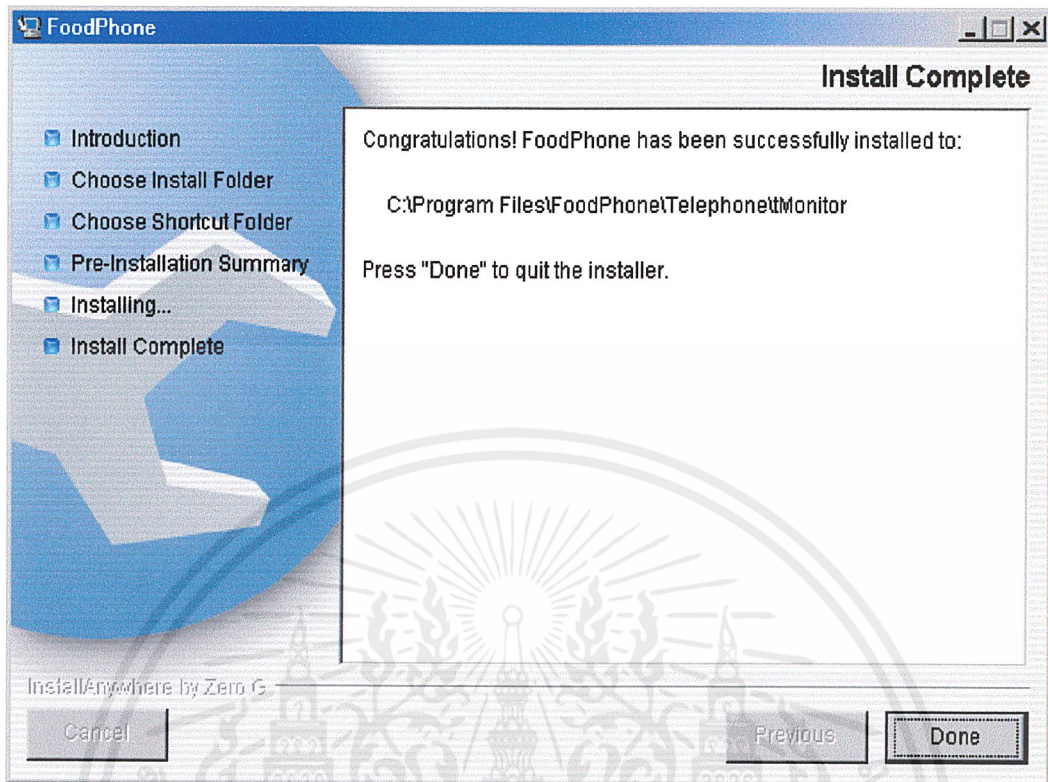 FoodPhone
Install Complete
Introduction
Choose Install Folder
Choose Shortcut Folder
Pre-Installation Summary
Installing...
Install Complete
Congratulations! FoodPhone has been successfully installed to:
C:\Program Files\FoodPhone\Telephone\tMonitor
Press "Done" to quit the installer.
InstallAnywhere by Zero G
Cancel
Previous
Done